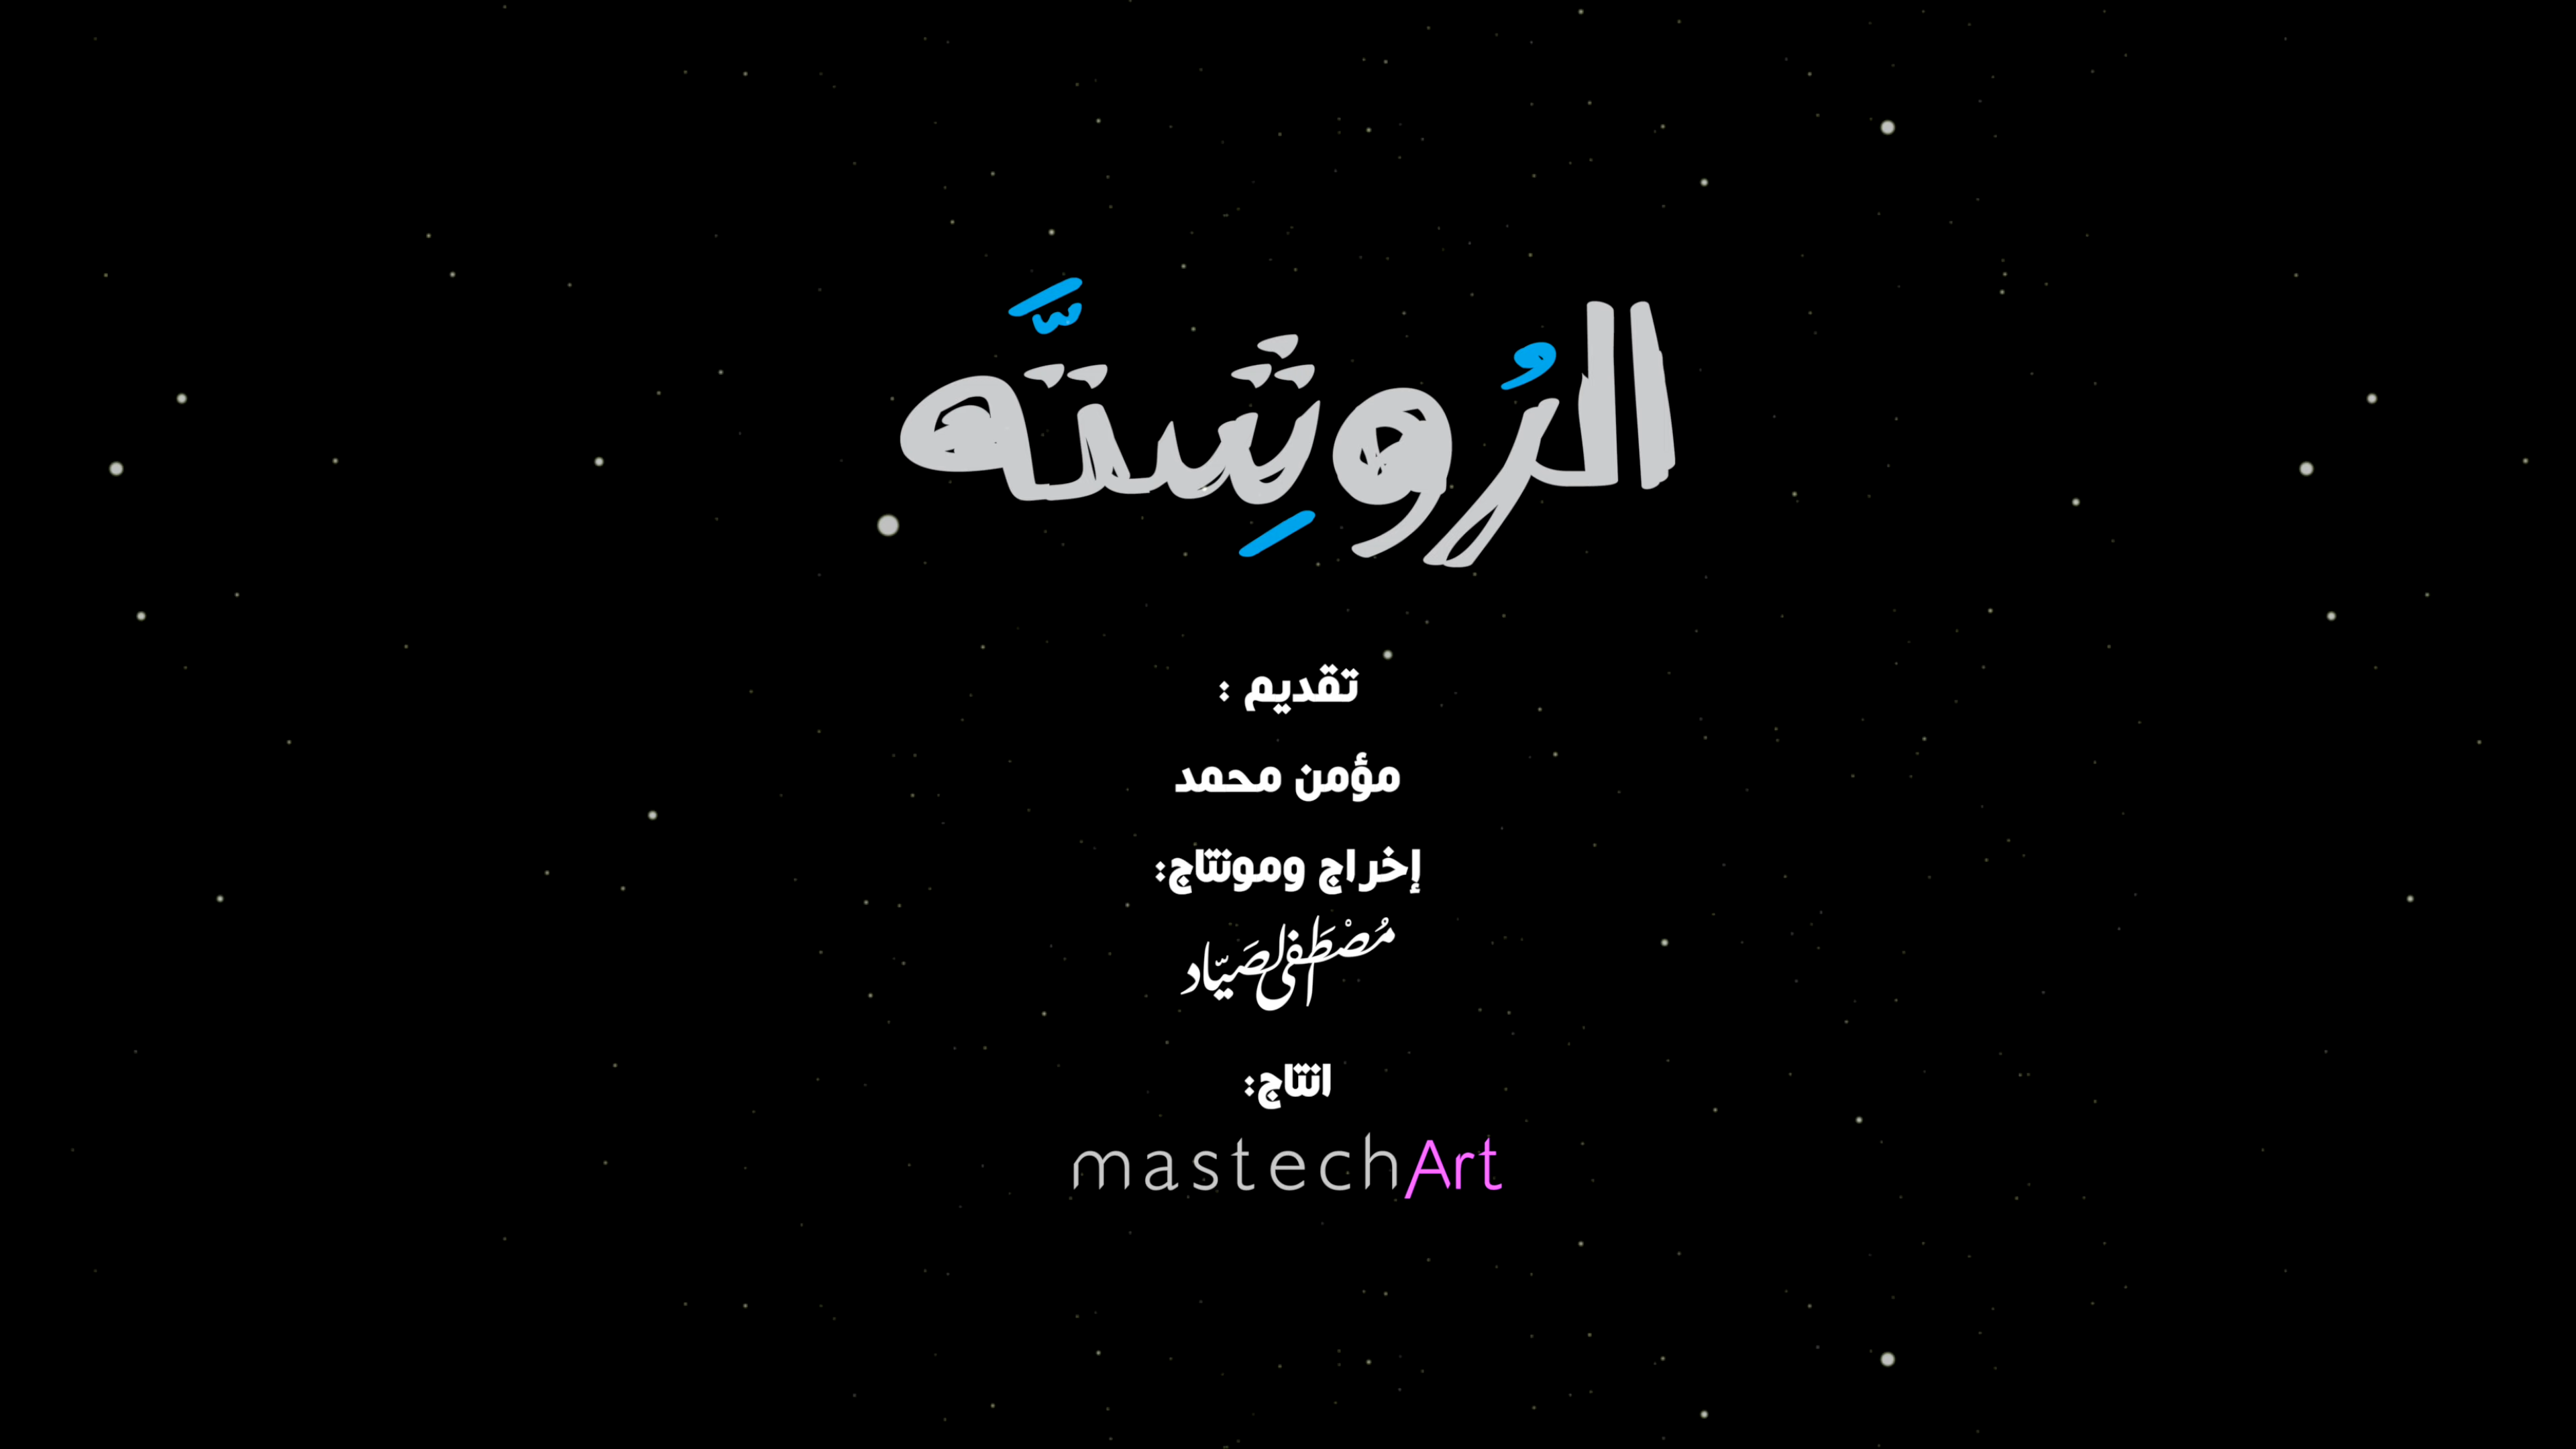 الرُوشِتَّه
تقديم :
مؤمن محمد
إخراج ومونتاج:
مُصْطَفى الصَيّاد
انتاج:
mastechArt